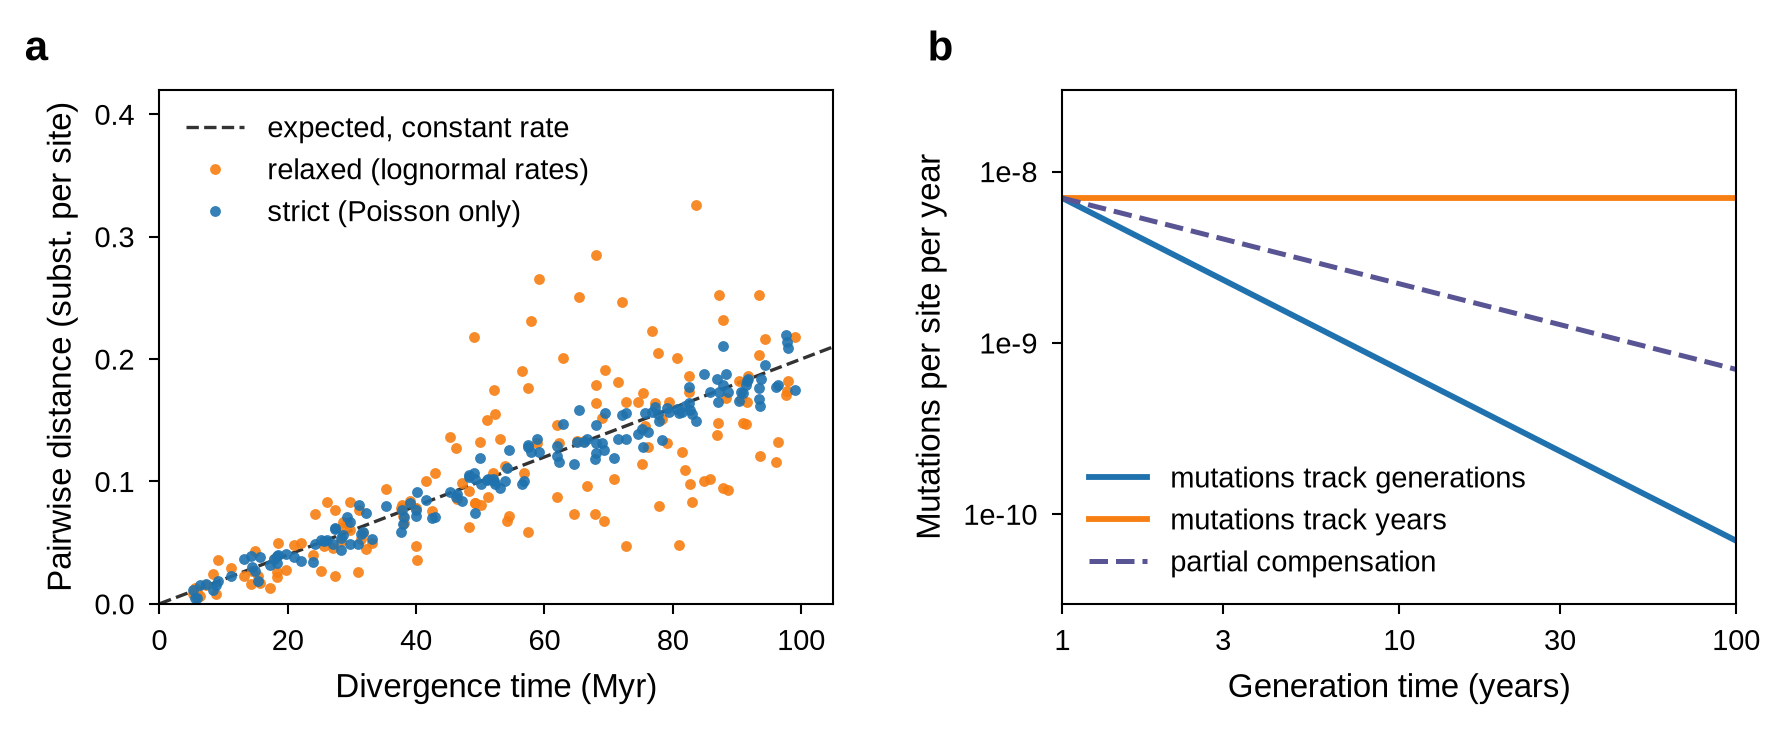 a
Pairwise distance (subst. per site)
0.4
0.3
0.2
0.1
0.0
expected, constant rate
relaxed (lognormal rates)
strict (Poisson only)
0 20 40 60 80 100
Divergence time (Myr)
b
Mutations per site per year
1e-8
1e-9
1e-10
mutations track generations
mutations track years
partial compensation
1 3 10 30 100
Generation time (years)